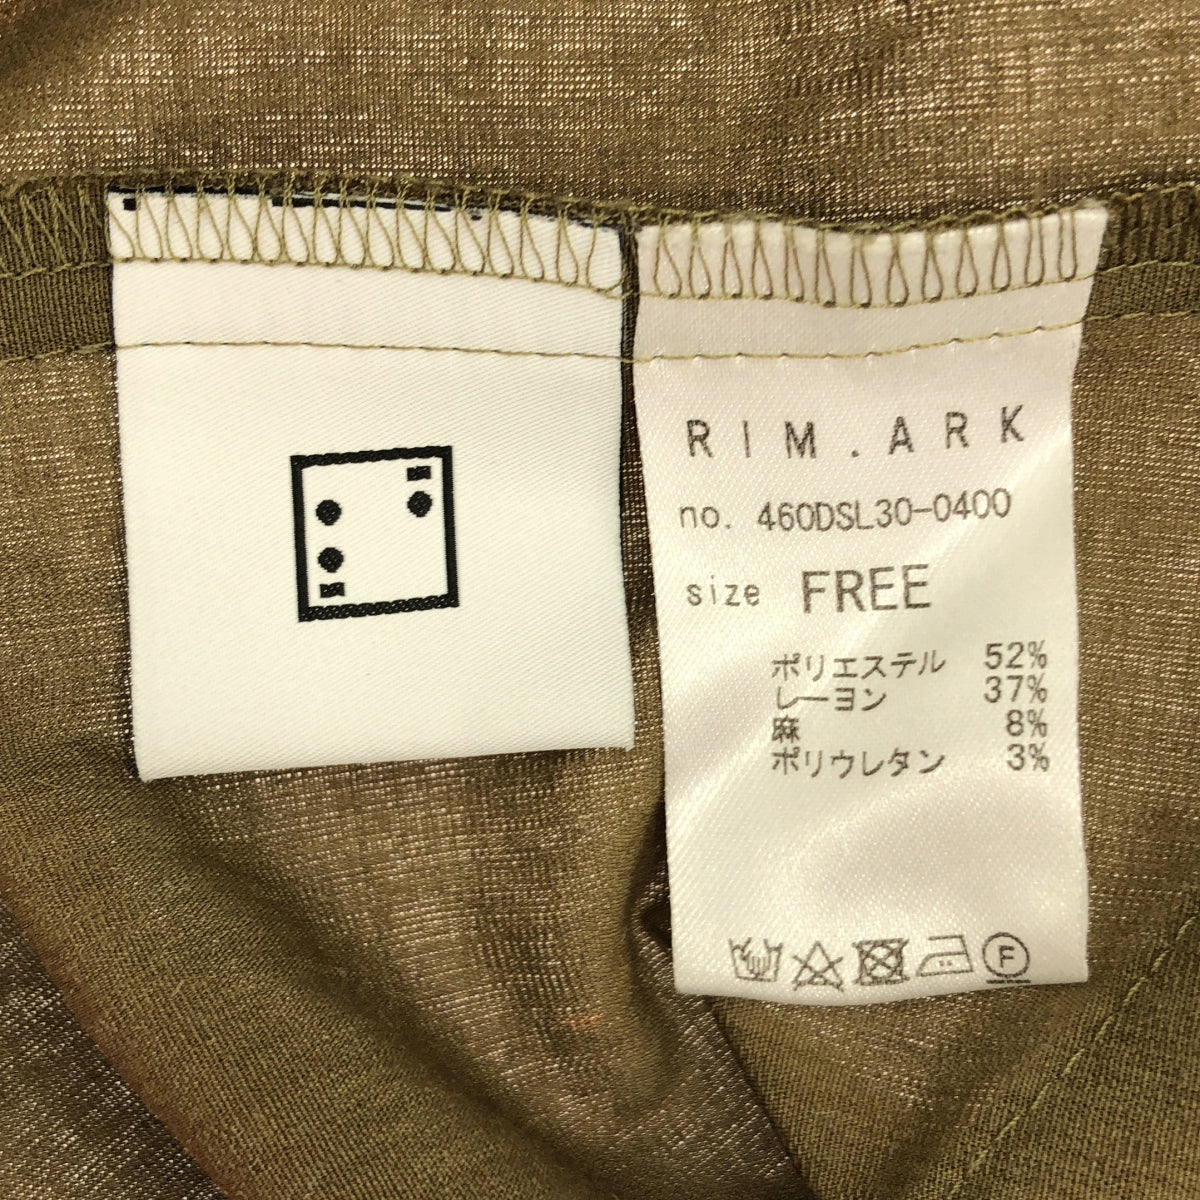 RIM.ARK
no. 460DSL30-0400
size FREE
ポリエステル 52%
レーヨン 37%
麻 8%
ポリウレタン 3%
F